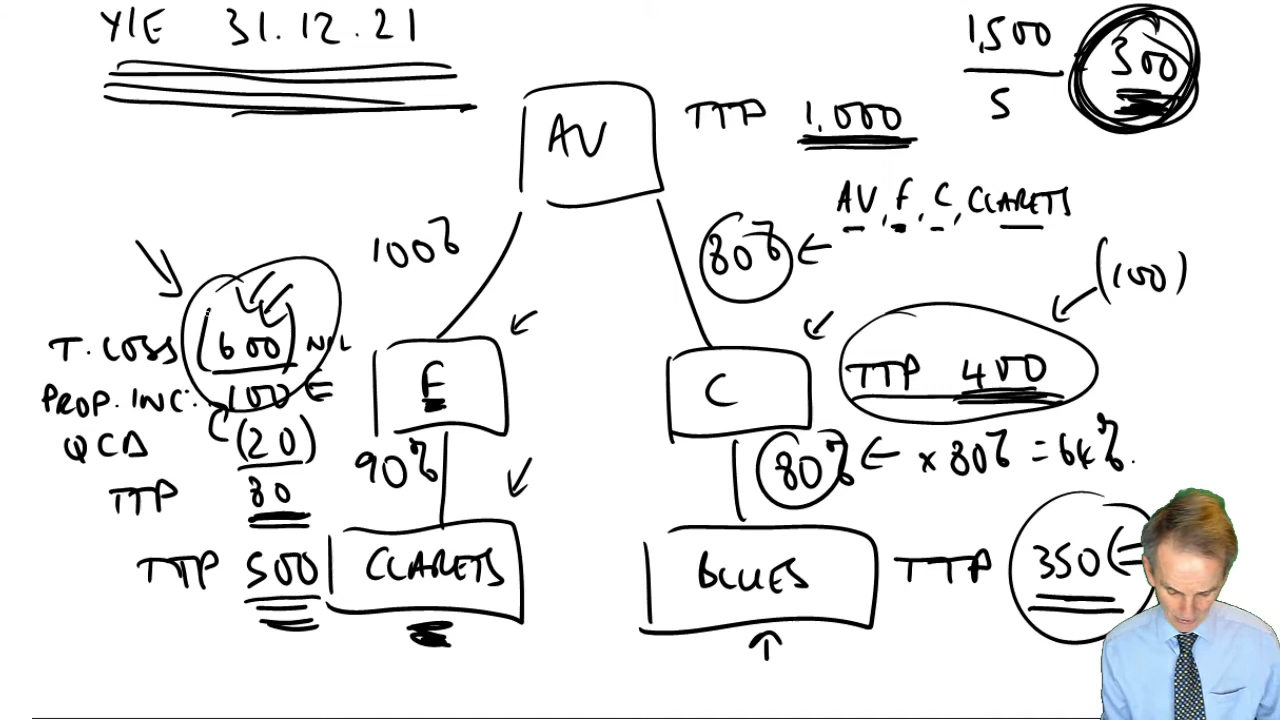 Y/E 31.12.21
1,500
5
300
AV
TTP 1,000
AV, F, C, CLARETS
100%
80% ←
(100)
T. LOSS (600) NIL
PROP. INC. 100 ←
QCD (20)
TTP 80
F
C
TTP 400
90%
80% ← × 80% = 64%.
TTP 500
CLARETS
BLUES
TTP 350 ←